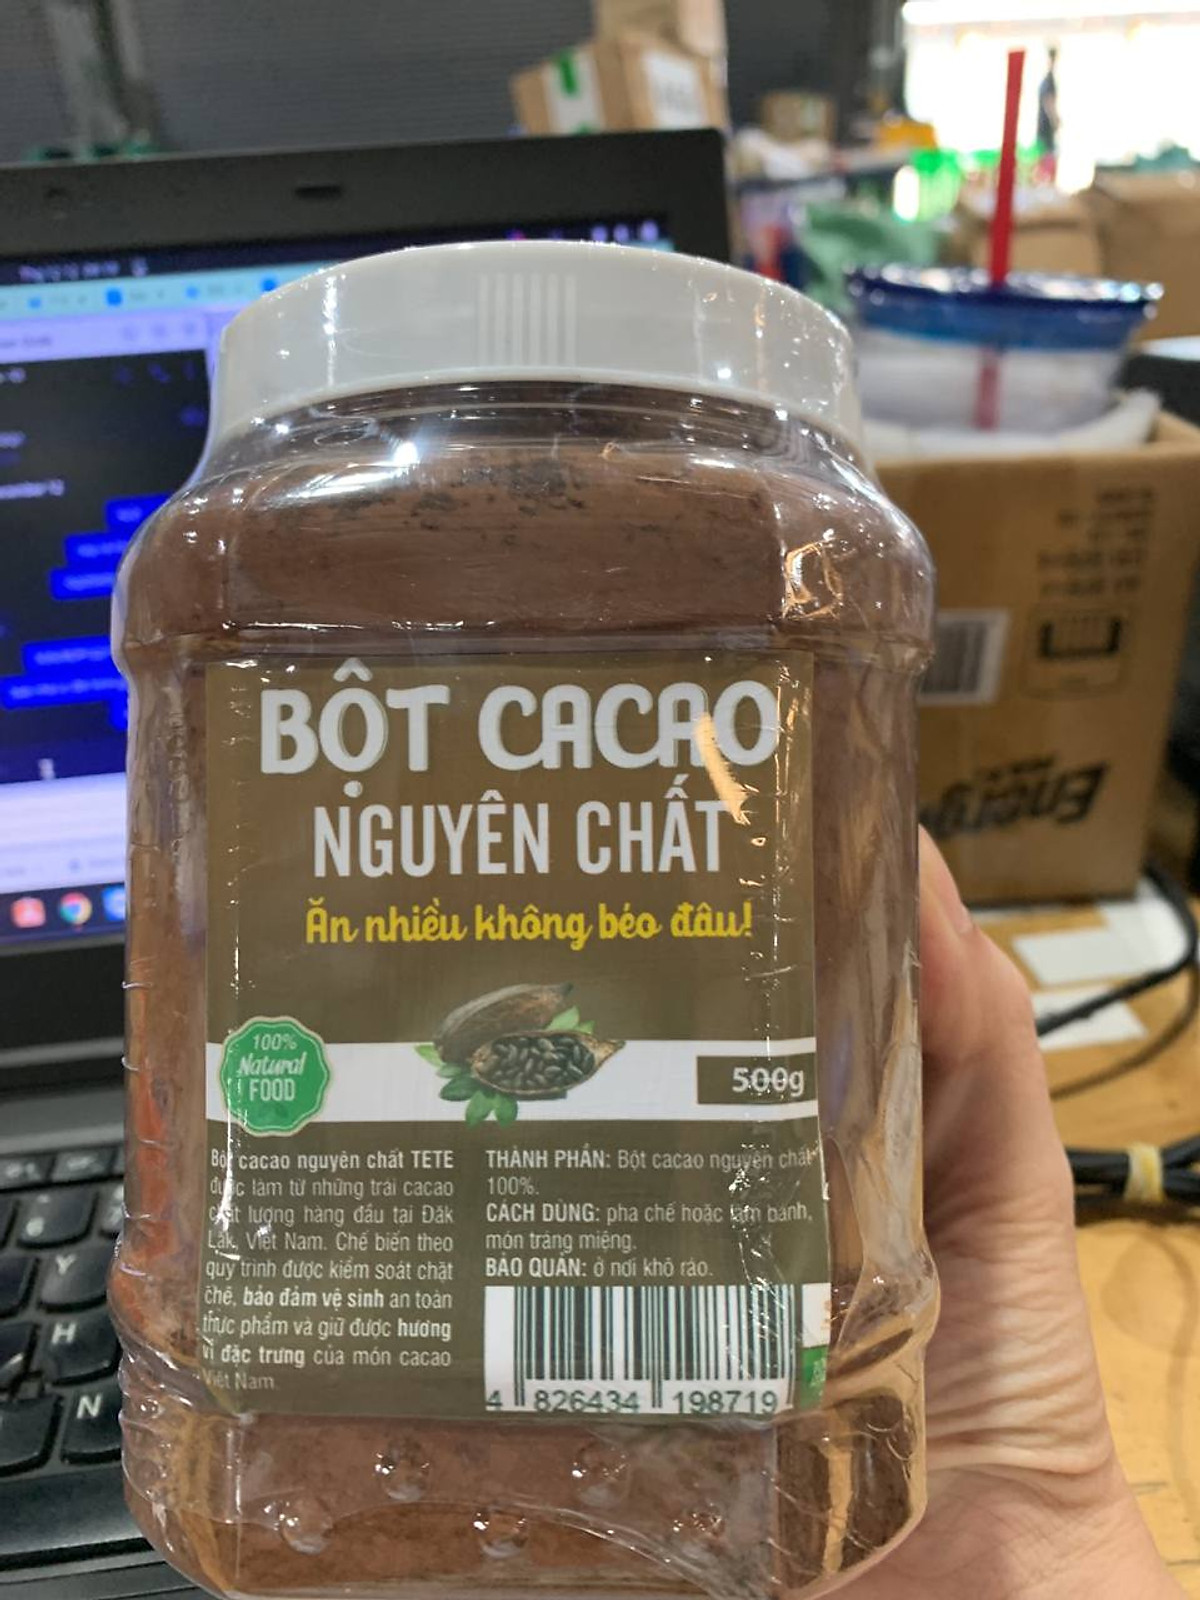 BỘT CACAO
NGUYÊN CHẤT
Ăn nhiều không béo đâu!
100%
Natural
FOOD
500g
Bột cacao nguyên chất TETE
được làm từ những trái cacao
chất lượng hàng đầu tại Đăk
Lăk, Việt Nam. Chế biến theo
quy trình được kiểm soát chặt
chẽ, bảo đảm vệ sinh an toàn
thực phẩm và giữ được hương
vị đặc trưng của món cacao
Việt Nam
THÀNH PHẦN: Bột cacao nguyên chất
100%.
CÁCH DÙNG: pha chế hoặc làm bánh,
món tráng miệng.
BẢO QUẢN: ở nơi khô ráo.
4 826434 198719
Y
H
N